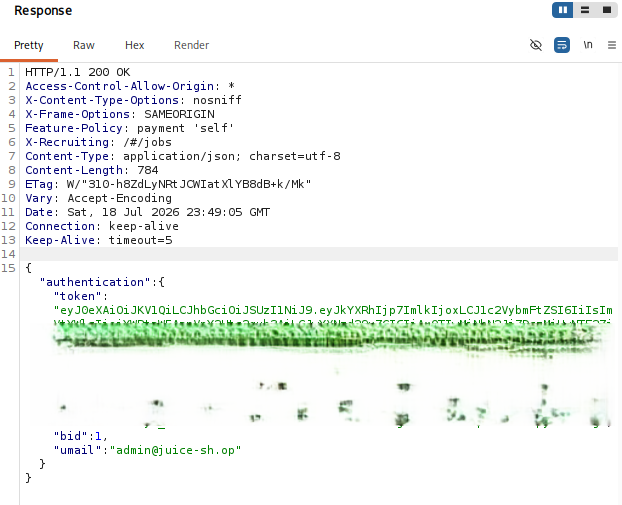 Response
Pretty Raw Hex Render \n
1 HTTP/1.1 200 OK
2 Access-Control-Allow-Origin: *
3 X-Content-Type-Options: nosniff
4 X-Frame-Options: SAMEORIGIN
5 Feature-Policy: payment 'self'
6 X-Recruiting: /#/jobs
7 Content-Type: application/json; charset=utf-8
8 Content-Length: 784
9 ETag: W/"310-h8ZdLyNRtJCWIatXlYB8dB+k/Mk"
10 Vary: Accept-Encoding
11 Date: Sat, 18 Jul 2026 23:49:05 GMT
12 Connection: keep-alive
13 Keep-Alive: timeout=5
14
15 {
"authentication":{
"token":
"eyJ0eXAiOiJKV1QiLCJhbGciOiJSUzI1NiJ9.eyJkYXRhIjp7ImlkIjoxLCJ1c2VybmFtZSI6IiIsIm
"bid":1,
"umail":"admin@juice-sh.op"
}
}